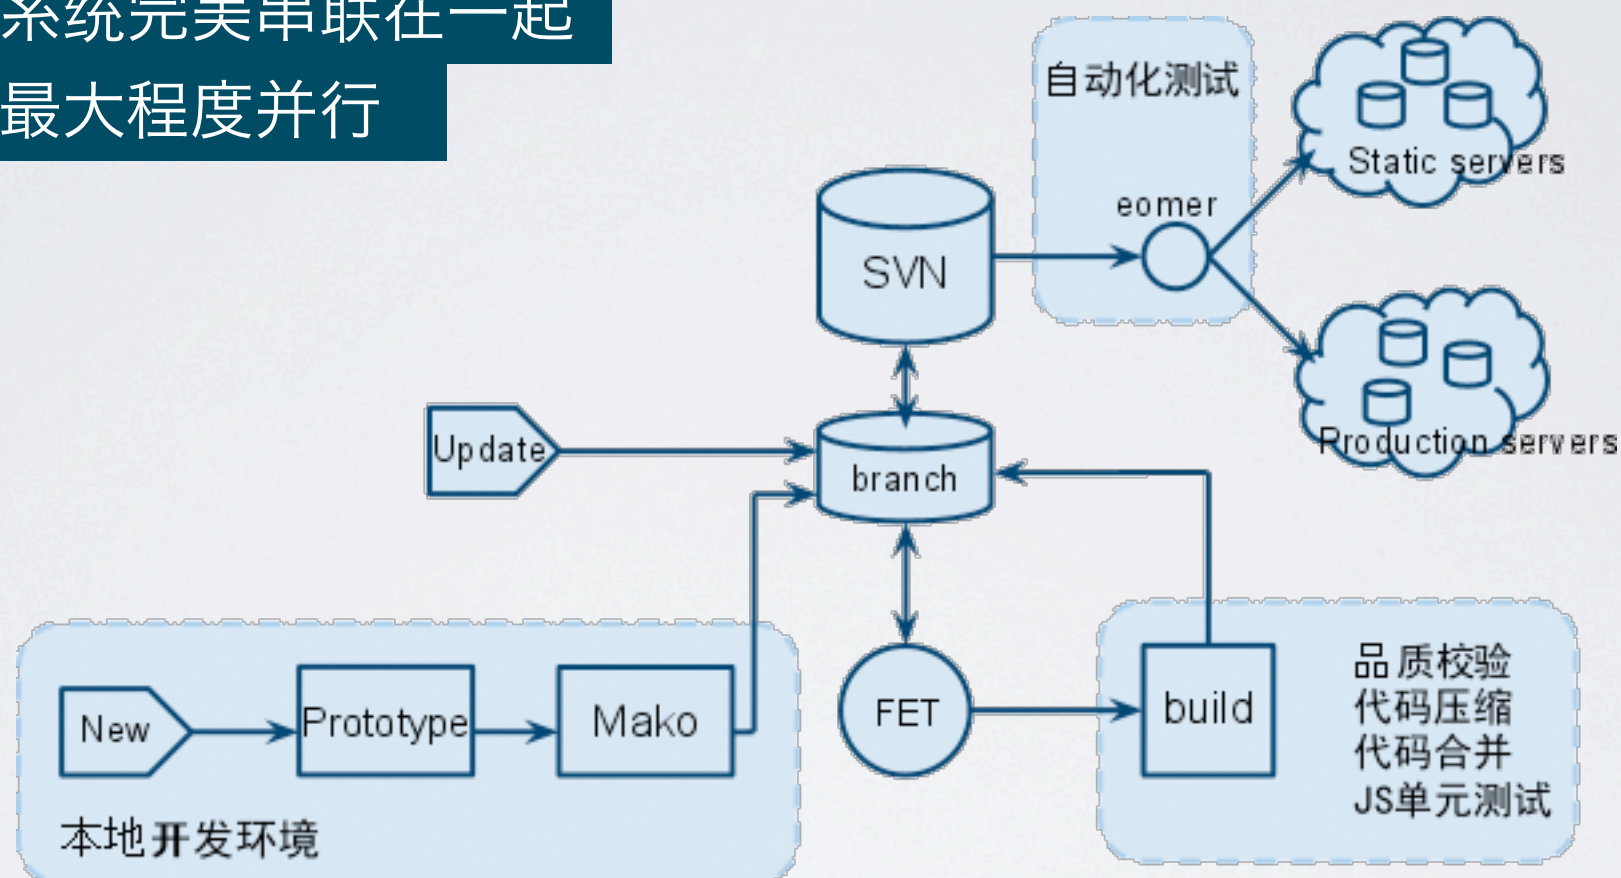 系统完美串联在一起
最大程度并行
自动化测试
Static servers
eomer
SVN
Production servers
Update
branch
New
Prototype
Mako
FET
build
品质校验
代码压缩
代码合并
JS单元测试
本地开发环境